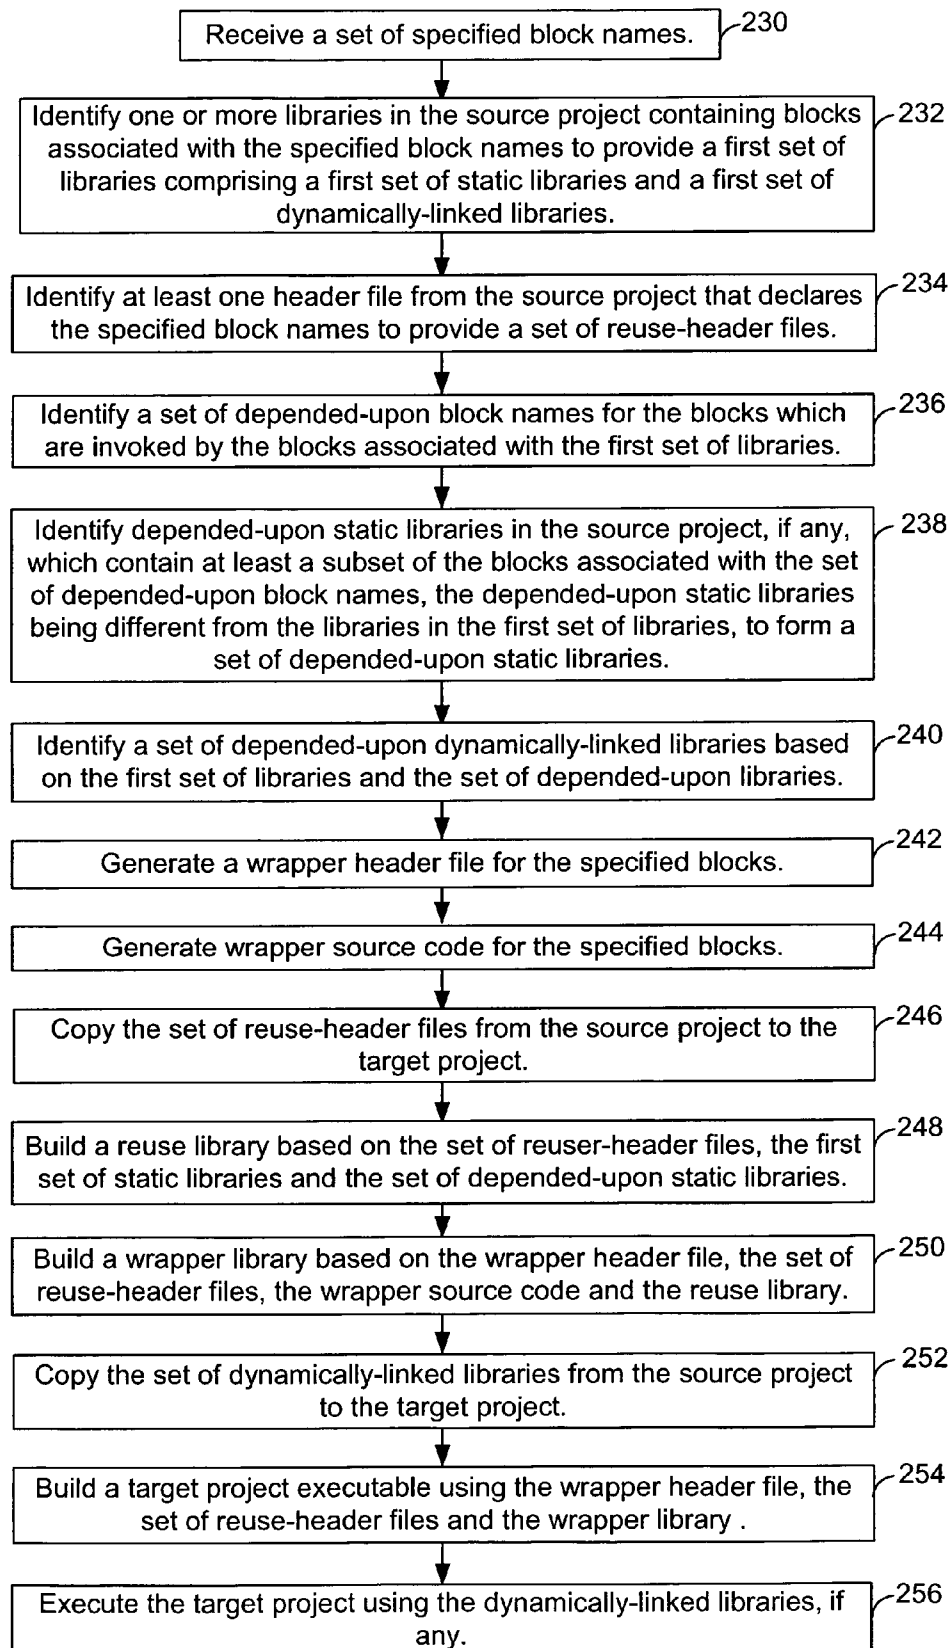 Receive a set of specified block names.
230
Identify one or more libraries in the source project containing blocks
associated with the specified block names to provide a first set of
libraries comprising a first set of static libraries and a first set of
dynamically-linked libraries.
232
Identify at least one header file from the source project that declares
the specified block names to provide a set of reuse-header files.
234
Identify a set of depended-upon block names for the blocks which
are invoked by the blocks associated with the first set of libraries.
236
Identify depended-upon static libraries in the source project, if any,
which contain at least a subset of the blocks associated with the set
of depended-upon block names, the depended-upon static libraries
being different from the libraries in the first set of libraries, to form a
set of depended-upon static libraries.
238
Identify a set of depended-upon dynamically-linked libraries based
on the first set of libraries and the set of depended-upon libraries.
240
Generate a wrapper header file for the specified blocks.
242
Generate wrapper source code for the specified blocks.
244
Copy the set of reuse-header files from the source project to the
target project.
246
Build a reuse library based on the set of reuser-header files, the first
set of static libraries and the set of depended-upon static libraries.
248
Build a wrapper library based on the wrapper header file, the set of
reuse-header files, the wrapper source code and the reuse library.
250
Copy the set of dynamically-linked libraries from the source project
to the target project.
252
Build a target project executable using the wrapper header file, the
set of reuse-header files and the wrapper library .
254
Execute the target project using the dynamically-linked libraries, if
any.
256